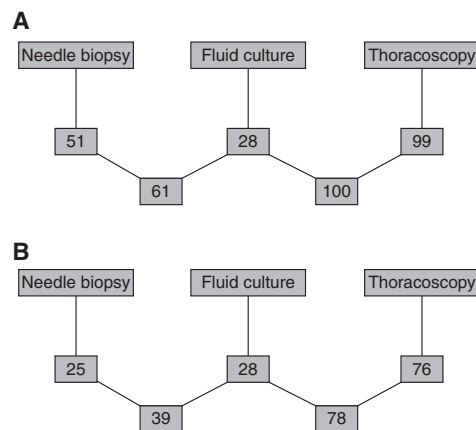 A
Needle biopsy Fluid culture Thoracoscopy
51 28 99
61 100
B
Needle biopsy Fluid culture Thoracoscopy
25 28 76
39 78